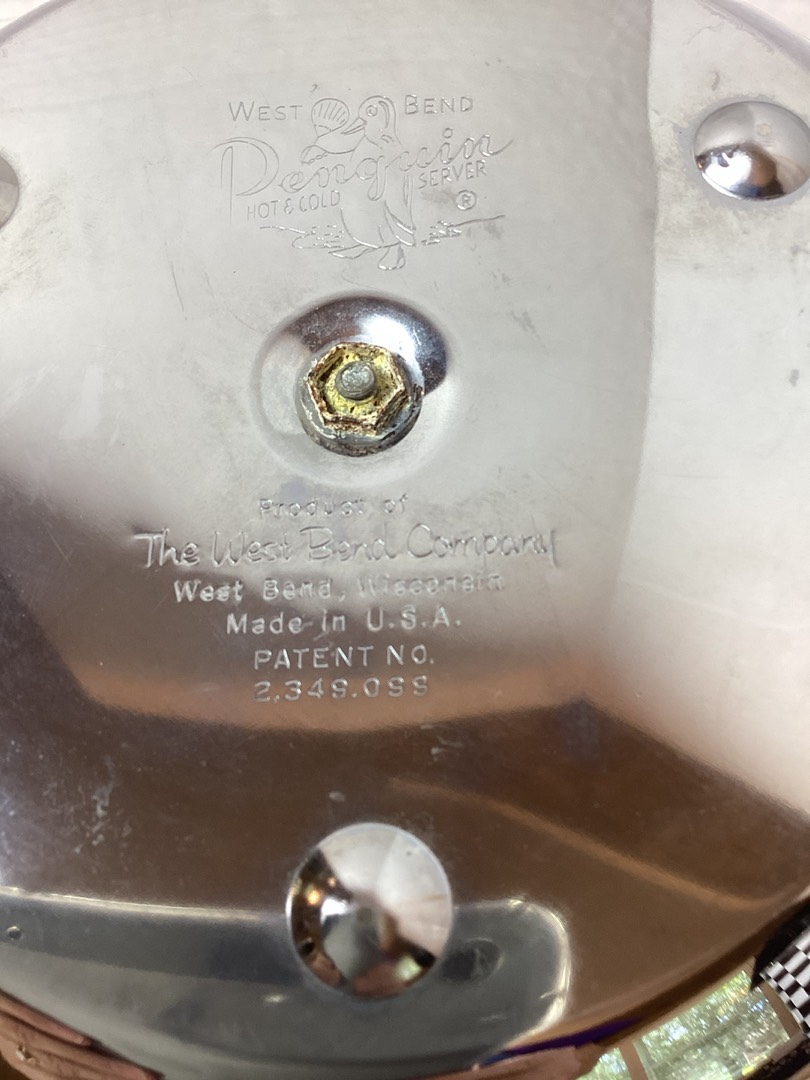 WEST BEND
Penguin
HOT & COLD SERVER ®
Product of
The West Bend Company
West Bend, Wisconsin
Made in U.S.A.
PATENT NO.
2,349.099